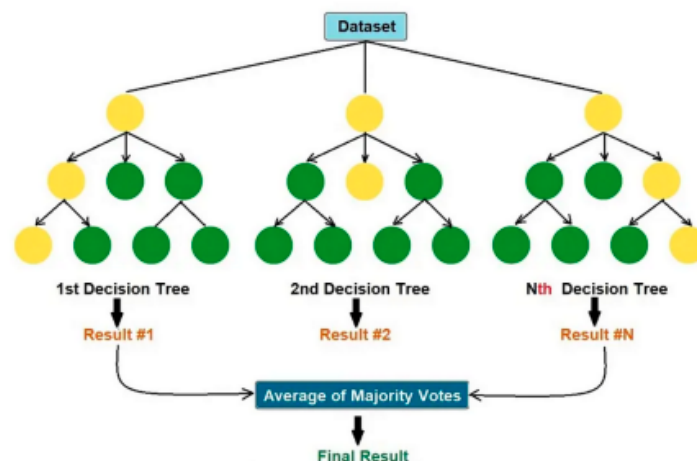 Dataset
1st Decision Tree
2nd Decision Tree
Nth Decision Tree
Result #1
Result #2
Result #N
Average of Majority Votes
Final Result